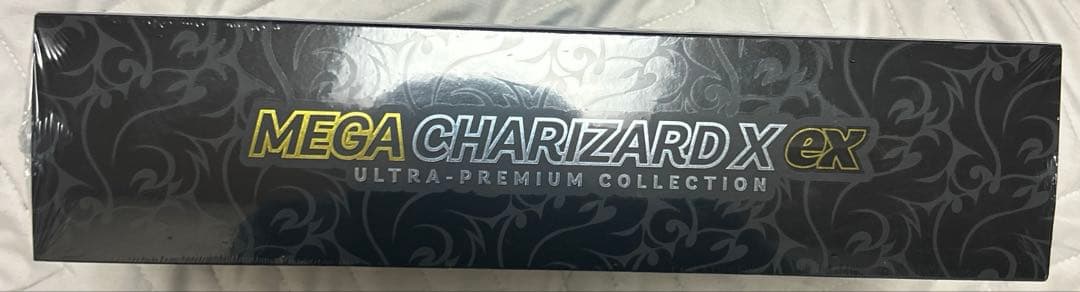 MEGA CHARIZARD X ex
ULTRA-PREMIUM COLLECTION